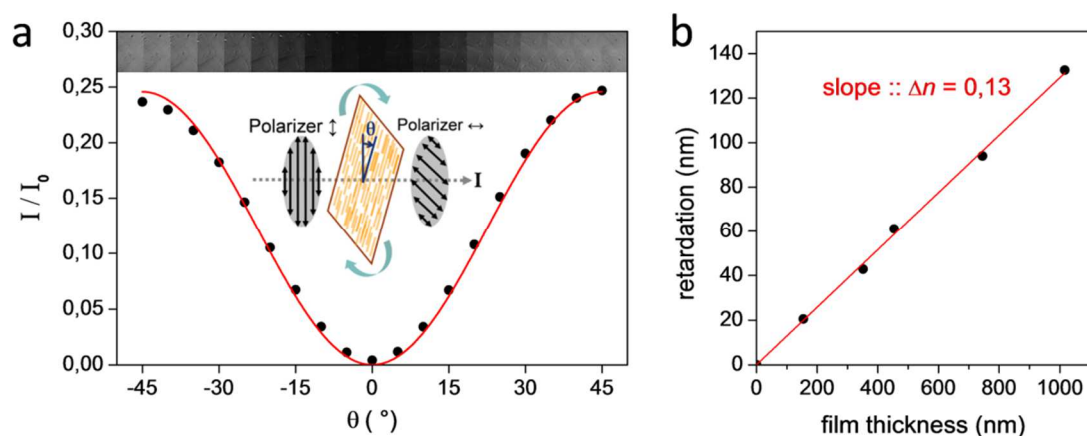 a
0,30
0,25
0,20
0,15
0,10
0,05
0,00
I / I₀
-45 -30 -15 0 15 30 45
θ ( ° )
Polarizer ↕
θ
Polarizer ↔
I
b
140
120
100
80
60
40
20
0
retardation (nm)
slope :: Δn = 0,13
0 200 400 600 800 1000
film thickness (nm)